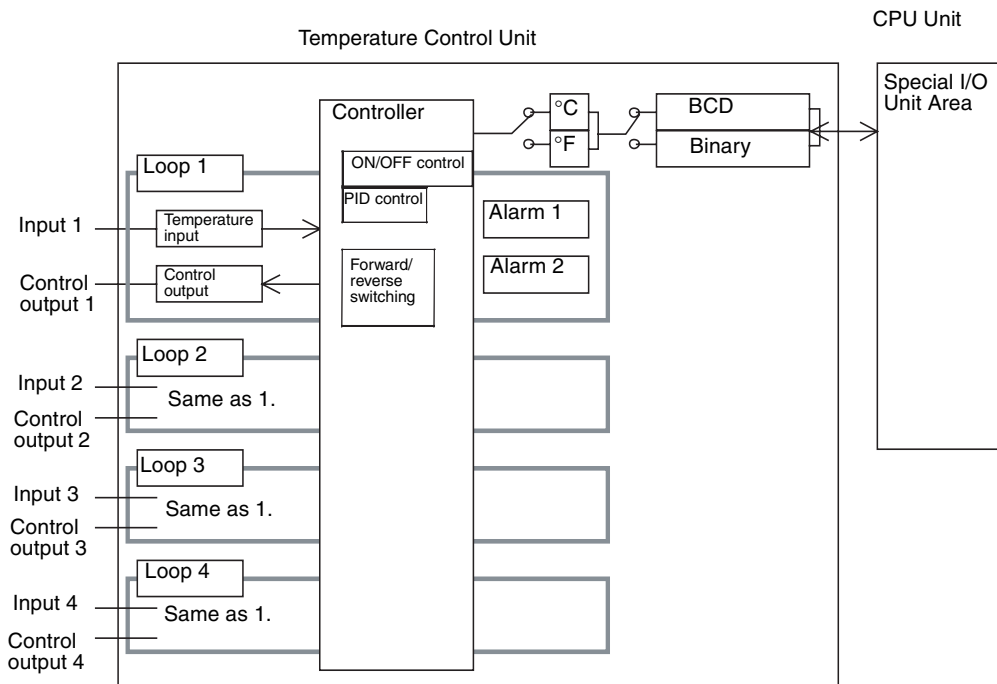 CPU Unit
Temperature Control Unit
Special I/O
Unit Area
Controller
°C
°F
BCD
Binary
ON/OFF control
PID control
Forward/
reverse
switching
Loop 1
Input 1
Temperature
input
Control
output 1
Control
output
Alarm 1
Alarm 2
Loop 2
Input 2
Same as 1.
Control
output 2
Loop 3
Input 3
Same as 1.
Control
output 3
Loop 4
Input 4
Same as 1.
Control
output 4